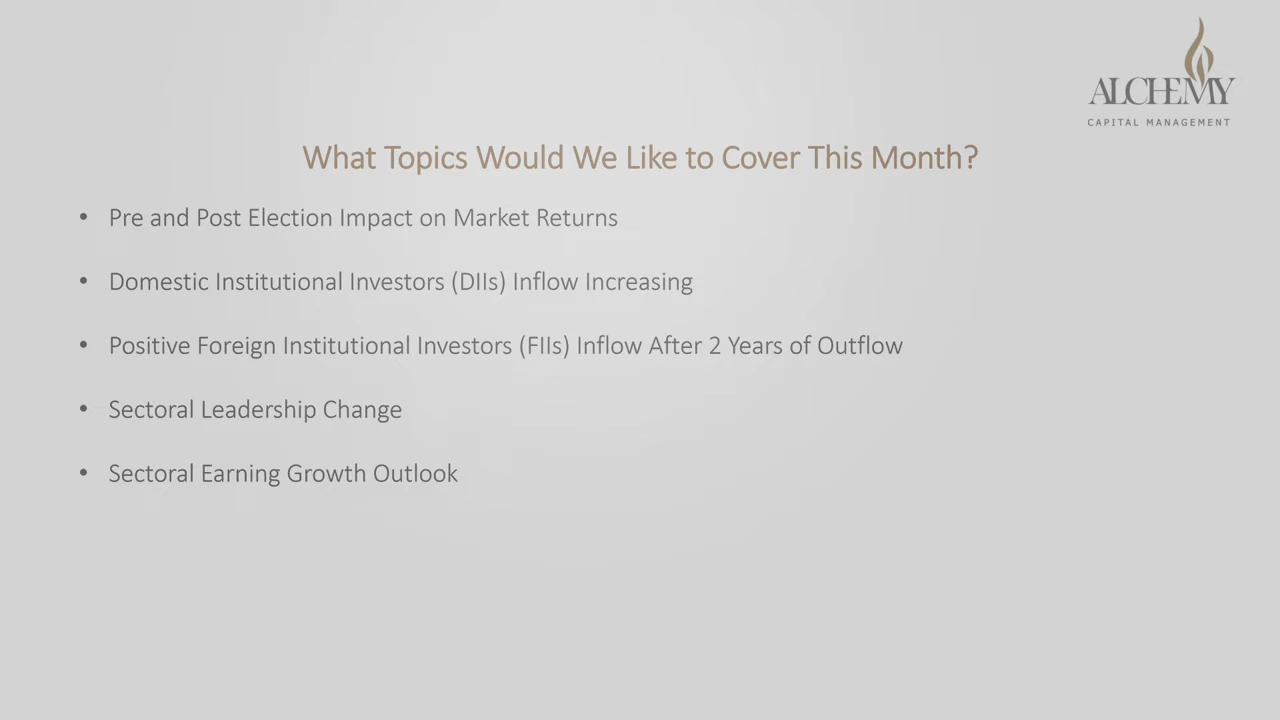 ALCHEMY
CAPITAL MANAGEMENT
What Topics Would We Like to Cover This Month?
• Pre and Post Election Impact on Market Returns
• Domestic Institutional Investors (DIIs) Inflow Increasing
• Positive Foreign Institutional Investors (FIIs) Inflow After 2 Years of Outflow
• Sectoral Leadership Change
• Sectoral Earning Growth Outlook